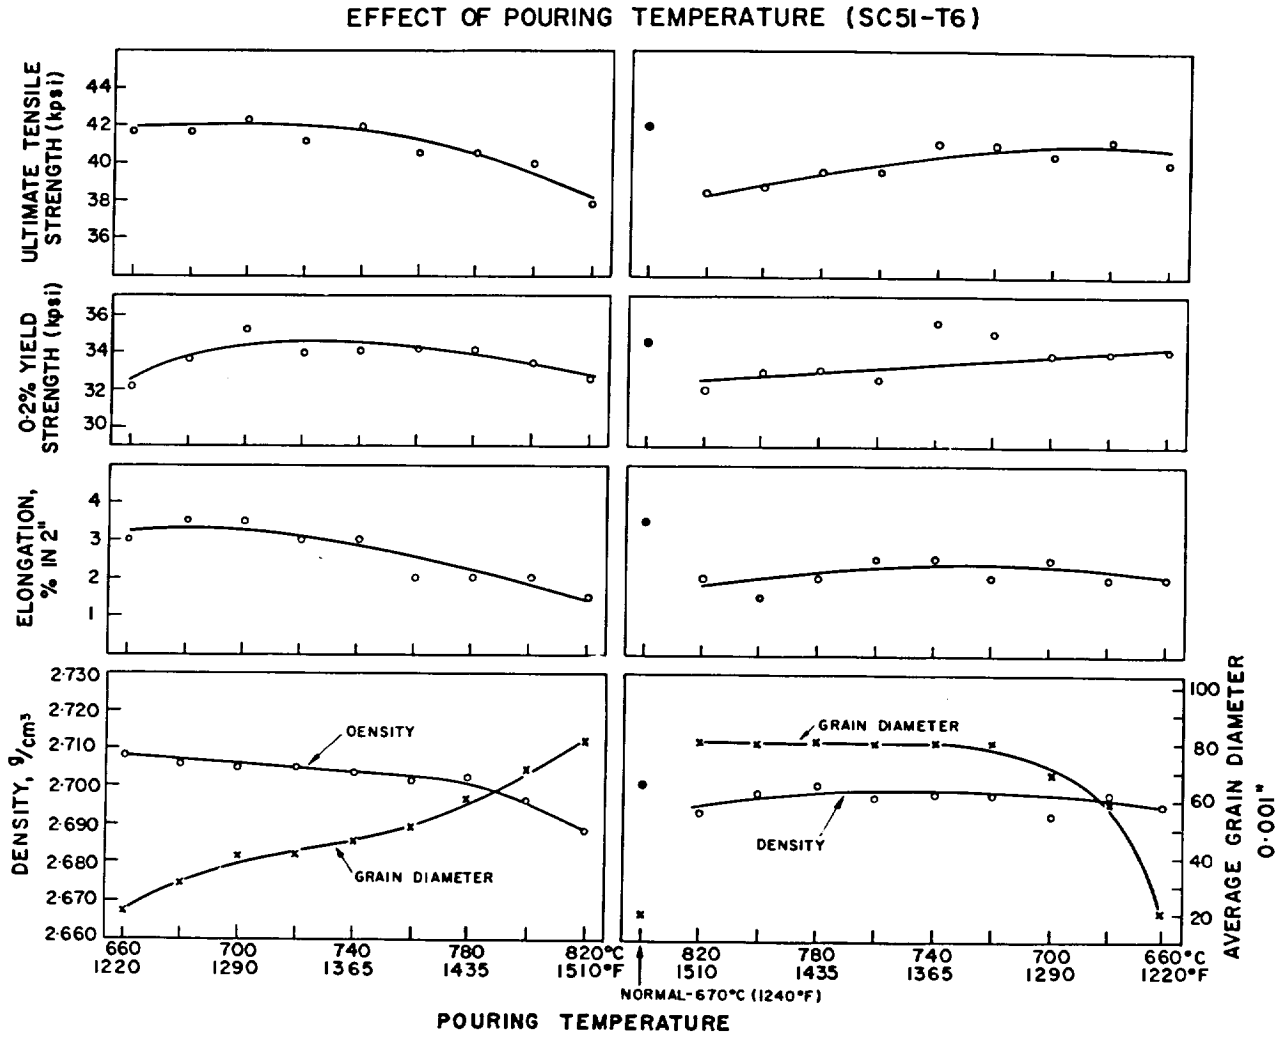 EFFECT OF POURING TEMPERATURE (SC51-T6)
ULTIMATE TENSILE
STRENGTH (kpsi)
44
42
40
38
36
0·2% YIELD
STRENGTH (kpsi)
36
34
32
30
ELONGATION,
% IN 2"
4
3
2
1
DENSITY, g/cm³
2·730
2·720
2·710
2·700
2·690
2·680
2·670
2·660
OENSITY
GRAIN DIAMETER
GRAIN DIAMETER
DENSITY
100
80
60
40
20
AVERAGE GRAIN DIAMETER
0·001"
660 700 740 780 820°C
1220 1290 1365 1435 1510°F
820 780 740 700 660°C
1510 1435 1365 1290 1220°F
NORMAL-670°C (1240°F)
POURING TEMPERATURE